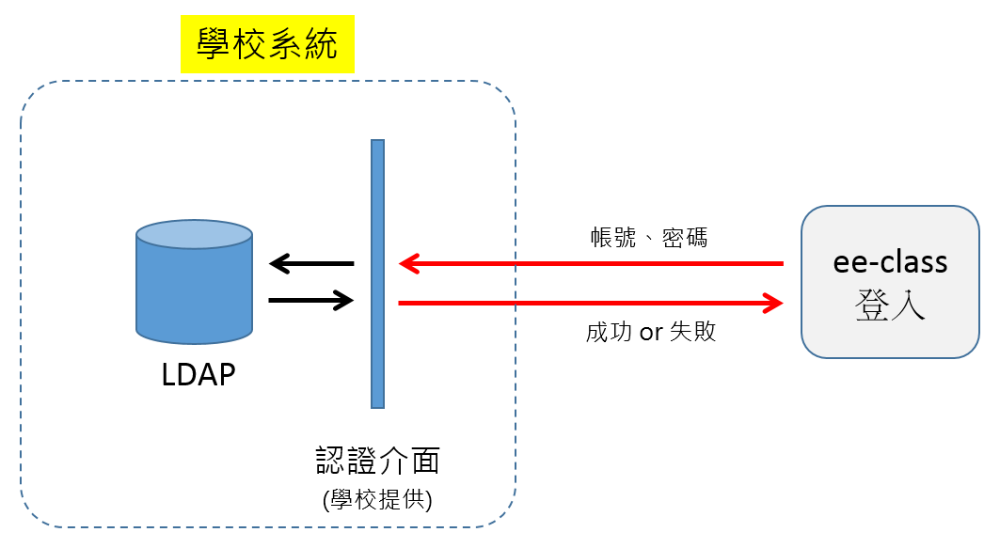 學校系統
帳號、密碼
ee-class
登入
成功 or 失敗
LDAP
認證介面
(學校提供)